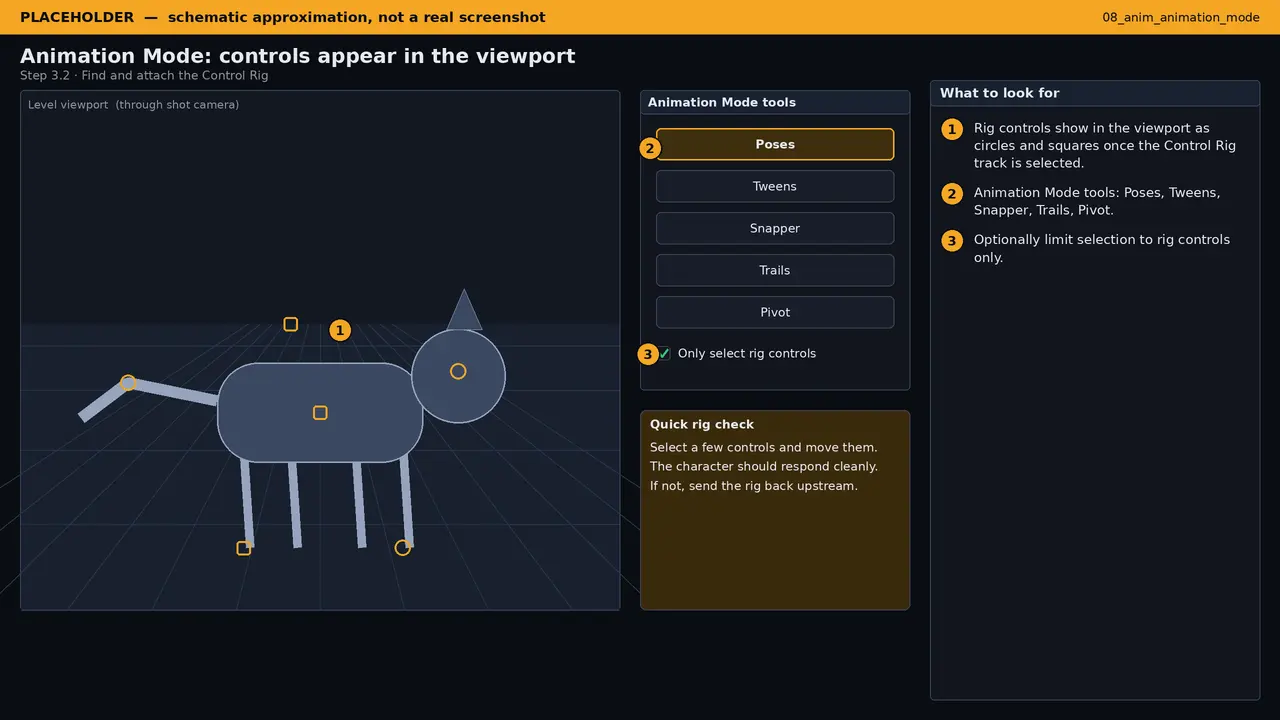 PLACEHOLDER — schematic approximation, not a real screenshot
08_anim_animation_mode
Animation Mode: controls appear in the viewport
Step 3.2 · Find and attach the Control Rig
Level viewport (through shot camera)
1
Animation Mode tools
2
Poses
Tweens
Snapper
Trails
Pivot
3
✓ Only select rig controls
Quick rig check
Select a few controls and move them.
The character should respond cleanly.
If not, send the rig back upstream.
What to look for
1 Rig controls show in the viewport as
circles and squares once the Control Rig
track is selected.
2 Animation Mode tools: Poses, Tweens,
Snapper, Trails, Pivot.
3 Optionally limit selection to rig controls
only.